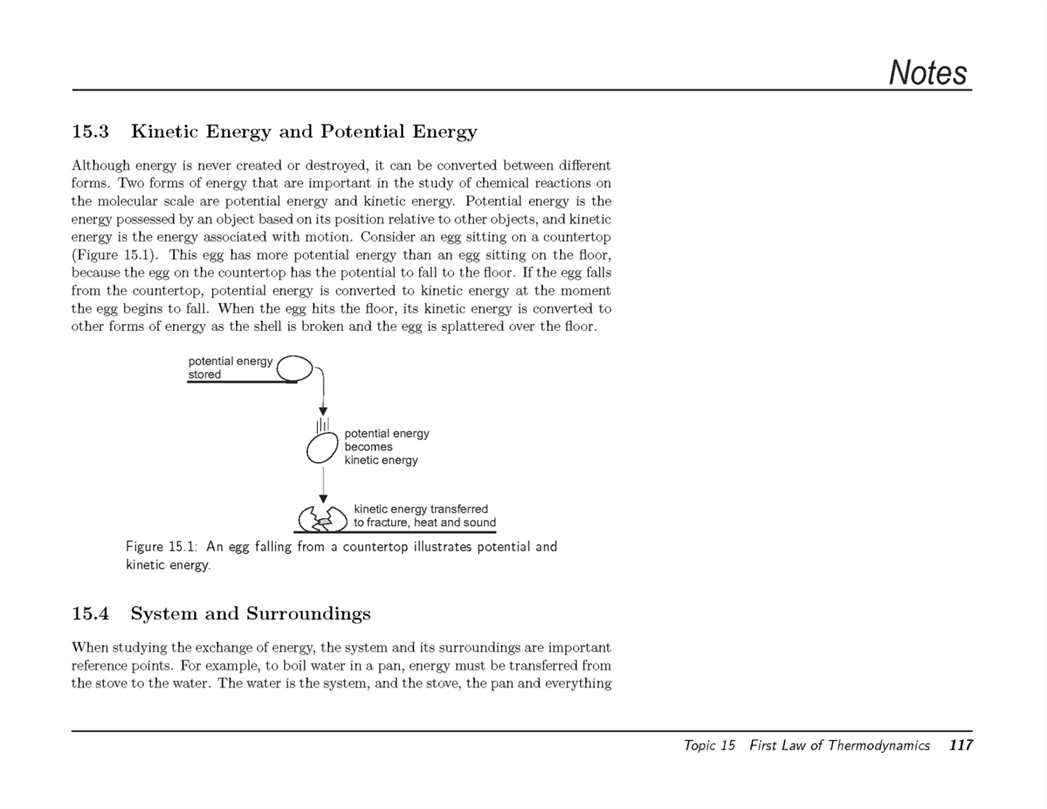 Notes
15.3 Kinetic Energy and Potential Energy
Although energy is never created or destroyed, it can be converted between different
forms. Two forms of energy that are important in the study of chemical reactions on
the molecular scale are potential energy and kinetic energy. Potential energy is the
energy possessed by an object based on its position relative to other objects, and kinetic
energy is the energy associated with motion. Consider an egg sitting on a countertop
(Figure 15.1). This egg has more potential energy than an egg sitting on the floor,
because the egg on the countertop has the potential to fall to the floor. If the egg falls
from the countertop, potential energy is converted to kinetic energy at the moment
the egg begins to fall. When the egg hits the floor, its kinetic energy is converted to
other forms of energy as the shell is broken and the egg is splattered over the floor.
potential energy
stored
potential energy
becomes
kinetic energy
kinetic energy transferred
to fracture, heat and sound
Figure 15.1: An egg falling from a countertop illustrates potential and
kinetic energy.
15.4 System and Surroundings
When studying the exchange of energy, the system and its surroundings are important
reference points. For example, to boil water in a pan, energy must be transferred from
the stove to the water. The water is the system, and the stove, the pan and everything
Topic 15 First Law of Thermodynamics 117